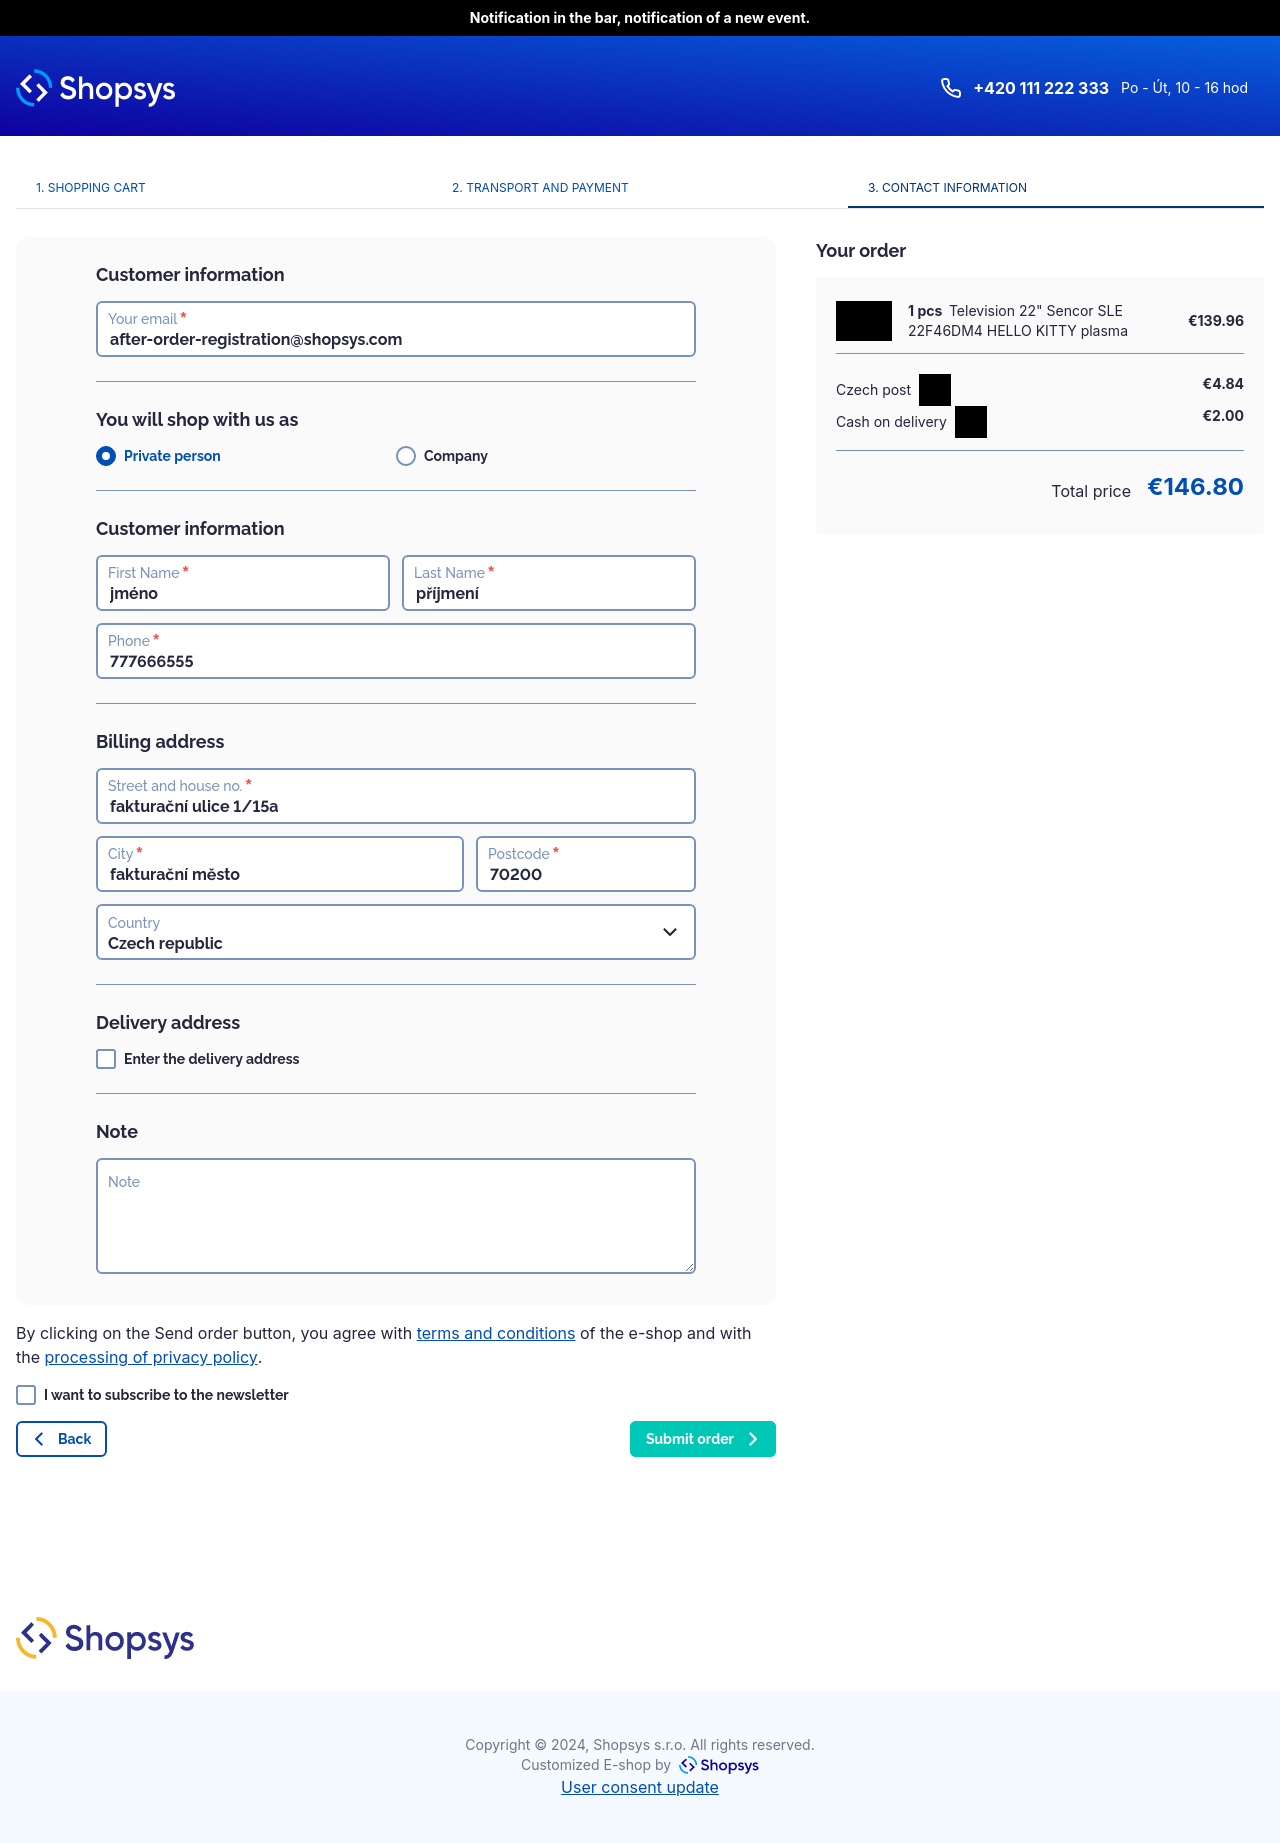 Notification in the bar, notification of a new event.
Shopsys
+420 111 222 333 Po - Út, 10 - 16 hod
1. SHOPPING CART
2. TRANSPORT AND PAYMENT
3. CONTACT INFORMATION
Customer information
Your email *
after-order-registration@shopsys.com
You will shop with us as
Private person
Company
Customer information
First Name *
jméno
Last Name *
příjmení
Phone *
777666555
Billing address
Street and house no. *
fakturační ulice 1/15a
City *
fakturační město
Postcode *
70200
Country
Czech republic
Delivery address
Enter the delivery address
Note
Note
By clicking on the Send order button, you agree with terms and conditions of the e-shop and with
the processing of privacy policy.
I want to subscribe to the newsletter
Back
Submit order
Your order
1 pcs Television 22" Sencor SLE
22F46DM4 HELLO KITTY plasma
€139.96
Czech post
€4.84
Cash on delivery
€2.00
Total price €146.80
Shopsys
Copyright © 2024, Shopsys s.r.o. All rights reserved.
Customized E-shop by Shopsys
User consent update